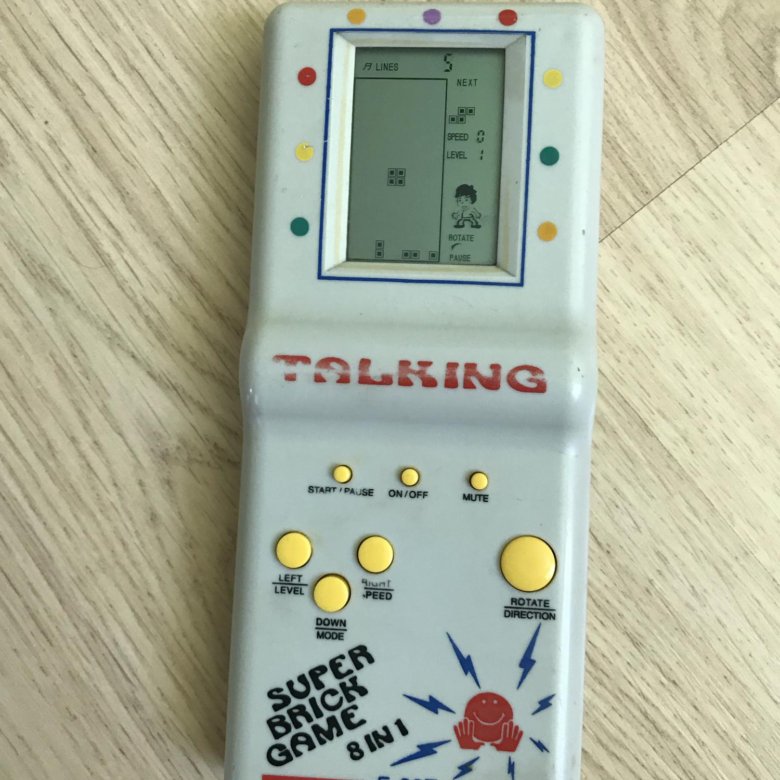 LINES 5
NEXT
SPEED 0
LEVEL 1
ROTATE
PAUSE
TALKING
START/PAUSE ON/OFF MUTE
LEFT
LEVEL
RIGHT
SPEED
DOWN
MODE
ROTATE
DIRECTION
SUPER
BRICK
GAME
8 IN 1